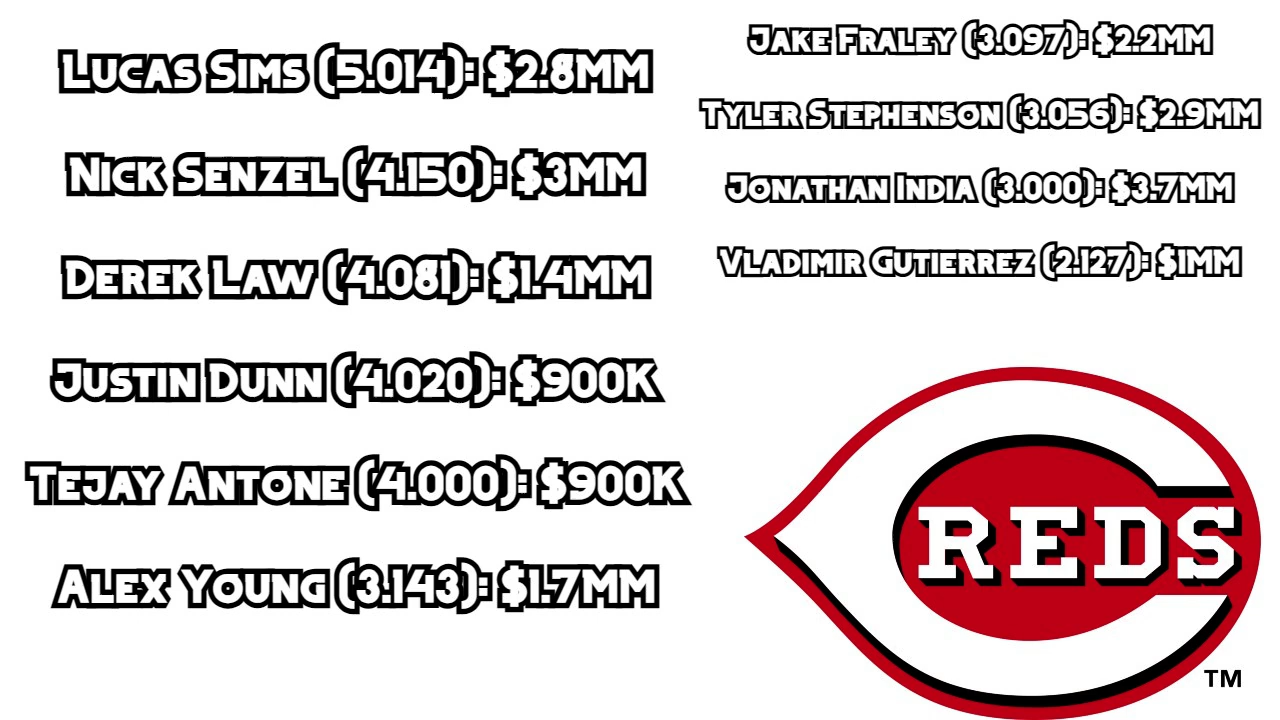 Lucas Sims (5.014): $2.8MM
Nick Senzel (4.150): $3MM
Derek Law (4.081): $1.4MM
Justin Dunn (4.020): $900K
Tejay Antone (4.000): $900K
Alex Young (3.143): $1.7MM
Jake Fraley (3.097): $2.2MM
Tyler Stephenson (3.056): $2.9MM
Jonathan India (3.000): $3.7MM
Vladimir Gutierrez (2.127): $1MM
REDS
TM